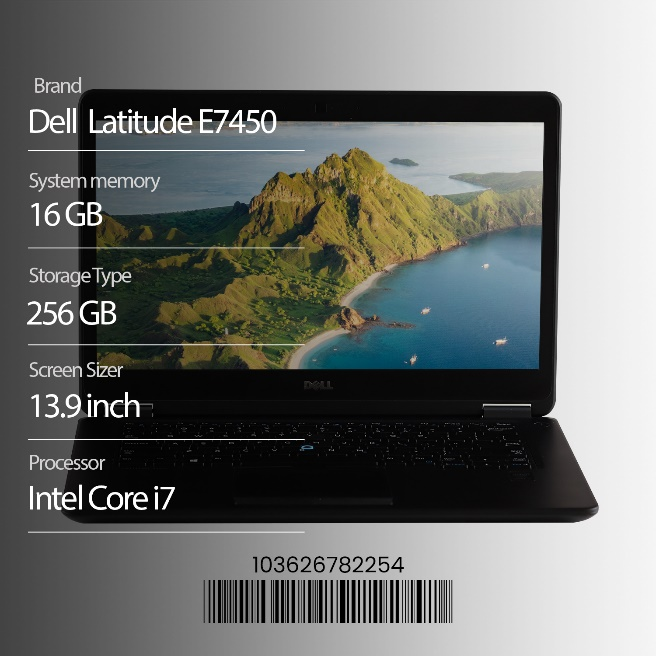 Brand
Dell Latitude E7450
System memory
16 GB
Storage Type
256 GB
Screen Sizer
13.9 inch
Processor
Intel Core i7
DELL
103626782254